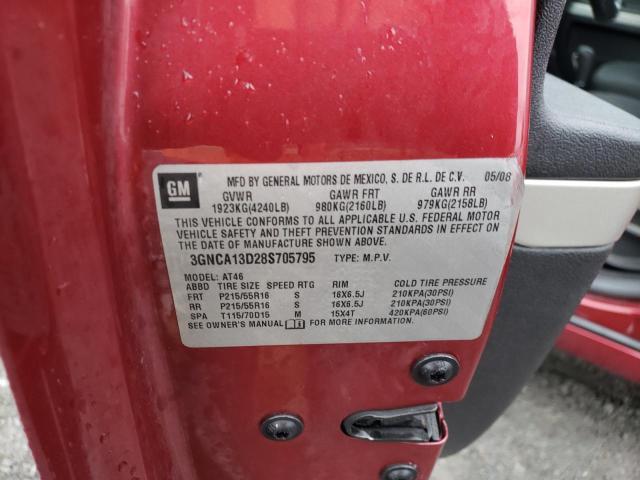 GM MFD BY GENERAL MOTORS DE MEXICO, S. DE R.L. DE C.V. 05/08
GVWR GAWR FRT GAWR RR
1923KG(4240LB) 980KG(2160LB) 979KG(2158LB)
THIS VEHICLE CONFORMS TO ALL APPLICABLE U.S. FEDERAL MOTOR
VEHICLE SAFETY AND THEFT PREVENTION STANDARDS IN EFFECT ON
THE DATE OF MANUFACTURE SHOWN ABOVE.
3GNCA13D28S705795 TYPE: M.P.V.
MODEL: AT46
ABBD TIRE SIZE SPEED RTG RIM COLD TIRE PRESSURE
FRT P215/55R16 S 16X6.5J 210KPA(30PSI)
RR P215/55R16 S 16X6.5J 210KPA(30PSI)
SPA T115/70D15 M 15X4T 420KPA(60PSI)
SEE OWNER'S MANUAL FOR MORE INFORMATION.